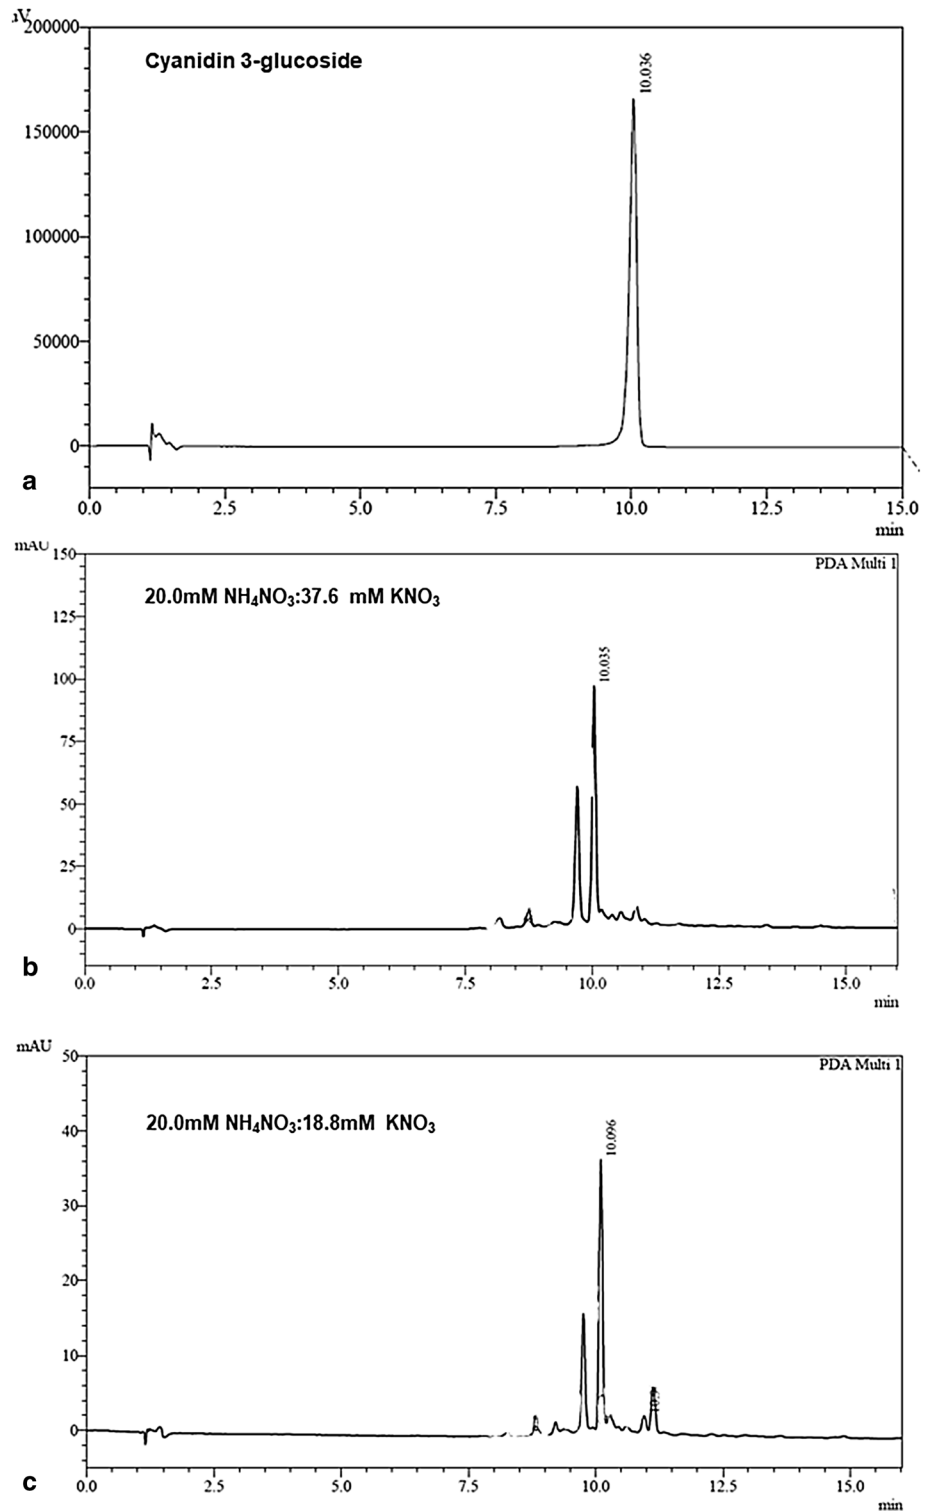 µV
200000
Cyanidin 3-glucoside
10.036
150000
100000
50000
0
a
0.0 2.5 5.0 7.5 10.0 12.5 15.0
min
mAU
150
PDA Multi 1
20.0mM NH₄NO₃:37.6 mM KNO₃
125
10.035
100
75
50
25
0
b
0.0 2.5 5.0 7.5 10.0 12.5 15.0
min
mAU
50
PDA Multi 1
20.0mM NH₄NO₃:18.8mM KNO₃
10.096
40
30
20
10
0
c
0.0 2.5 5.0 7.5 10.0 12.5 15.0
min